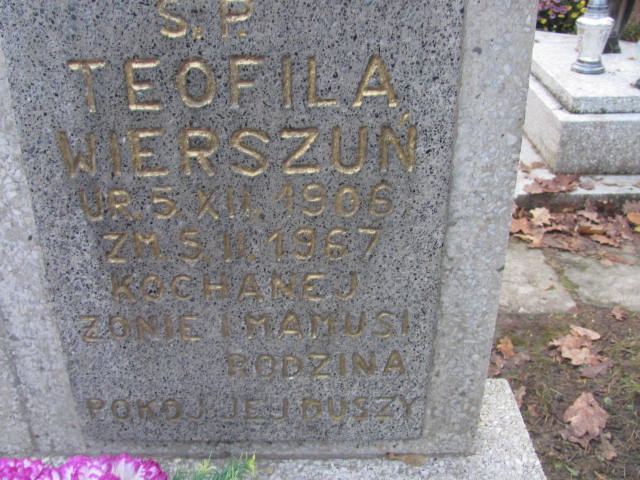 Ś.P.
TEOFILA
WIERSZUŃ
UR. 5. XII. 1906
ZM. 5. II. 1967
KOCHANEJ
ŻONIE I MAMUSI
RODZINA
POKÓJ JEJ DUSZY